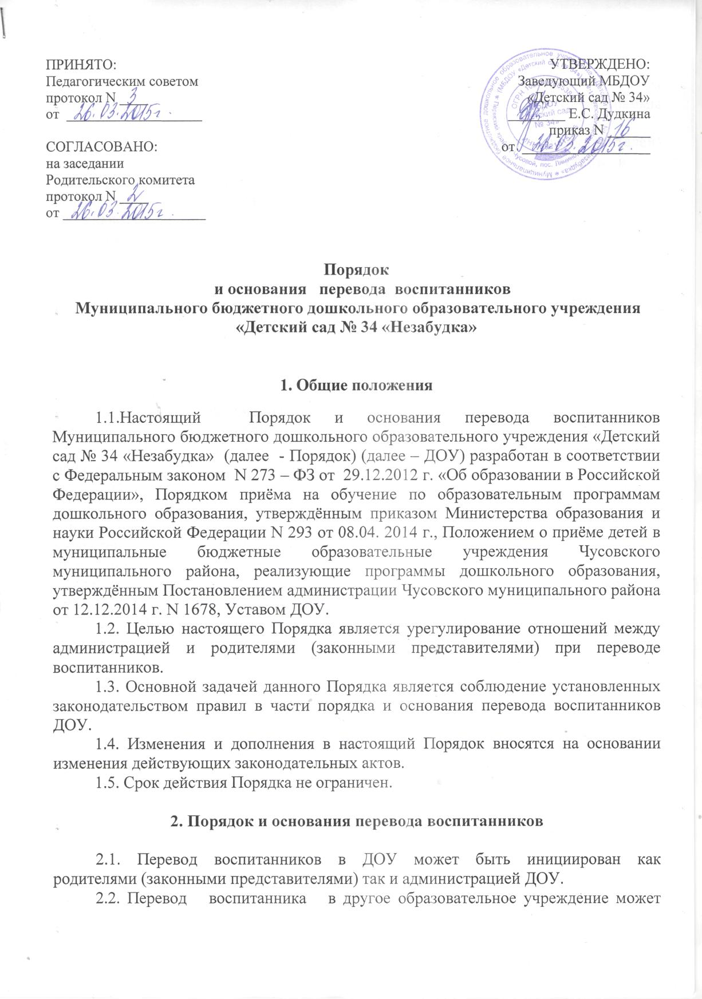 ПРИНЯТО:
Педагогическим советом
протокол N 3
от 26.03.2015г.
СОГЛАСОВАНО:
на заседании
Родительского комитета
протокол N 2
от 26.03.2015г.
УТВЕРЖДЕНО:
Заведующий МБДОУ
«Детский сад № 34»
Е.С. Дудкина
приказ N 16
от .03.2015г.
Порядок
и основания перевода воспитанников
Муниципального бюджетного дошкольного образовательного учреждения
«Детский сад № 34 «Незабудка»
1. Общие положения
1.1.Настоящий Порядок и основания перевода воспитанников
Муниципального бюджетного дошкольного образовательного учреждения «Детский
сад № 34 «Незабудка» (далее - Порядок) (далее – ДОУ) разработан в соответствии
с Федеральным законом N 273 – ФЗ от 29.12.2012 г. «Об образовании в Российской
Федерации», Порядком приёма на обучение по образовательным программам
дошкольного образования, утверждённым приказом Министерства образования и
науки Российской Федерации N 293 от 08.04. 2014 г., Положением о приёме детей в
муниципальные бюджетные образовательные учреждения Чусовского
муниципального района, реализующие программы дошкольного образования,
утверждённым Постановлением администрации Чусовского муниципального района
от 12.12.2014 г. N 1678, Уставом ДОУ.
1.2. Целью настоящего Порядка является урегулирование отношений между
администрацией и родителями (законными представителями) при переводе
воспитанников.
1.3. Основной задачей данного Порядка является соблюдение установленных
законодательством правил в части порядка и основания перевода воспитанников
ДОУ.
1.4. Изменения и дополнения в настоящий Порядок вносятся на основании
изменения действующих законодательных актов.
1.5. Срок действия Порядка не ограничен.
2. Порядок и основания перевода воспитанников
2.1. Перевод воспитанников в ДОУ может быть инициирован как
родителями (законными представителями) так и администрацией ДОУ.
2.2. Перевод воспитанника в другое образовательное учреждение может